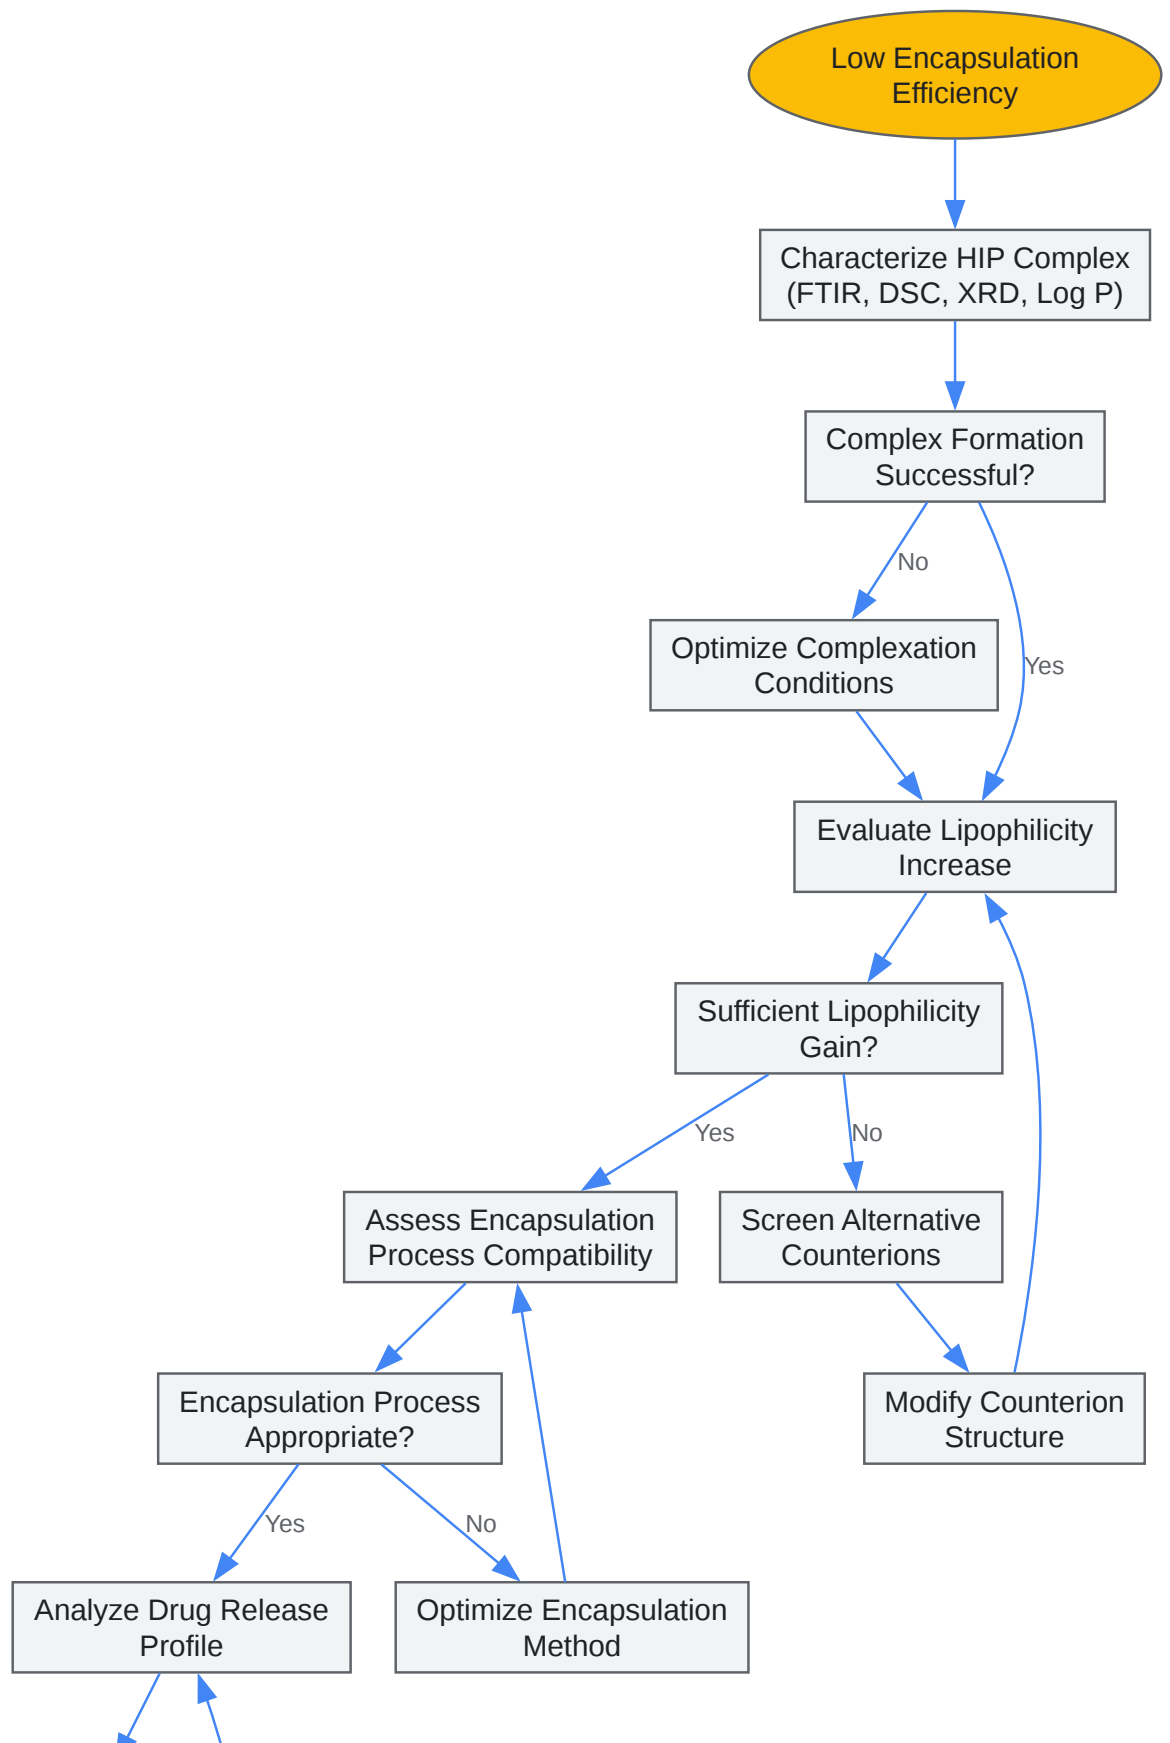 Low Encapsulation
Efficiency
Characterize HIP Complex
(FTIR, DSC, XRD, Log P)
Complex Formation
Successful?
No
Optimize Complexation
Conditions
Yes
Evaluate Lipophilicity
Increase
Sufficient Lipophilicity
Gain?
Yes
No
Assess Encapsulation
Process Compatibility
Screen Alternative
Counterions
Encapsulation Process
Appropriate?
Modify Counterion
Structure
Yes
No
Analyze Drug Release
Profile
Optimize Encapsulation
Method